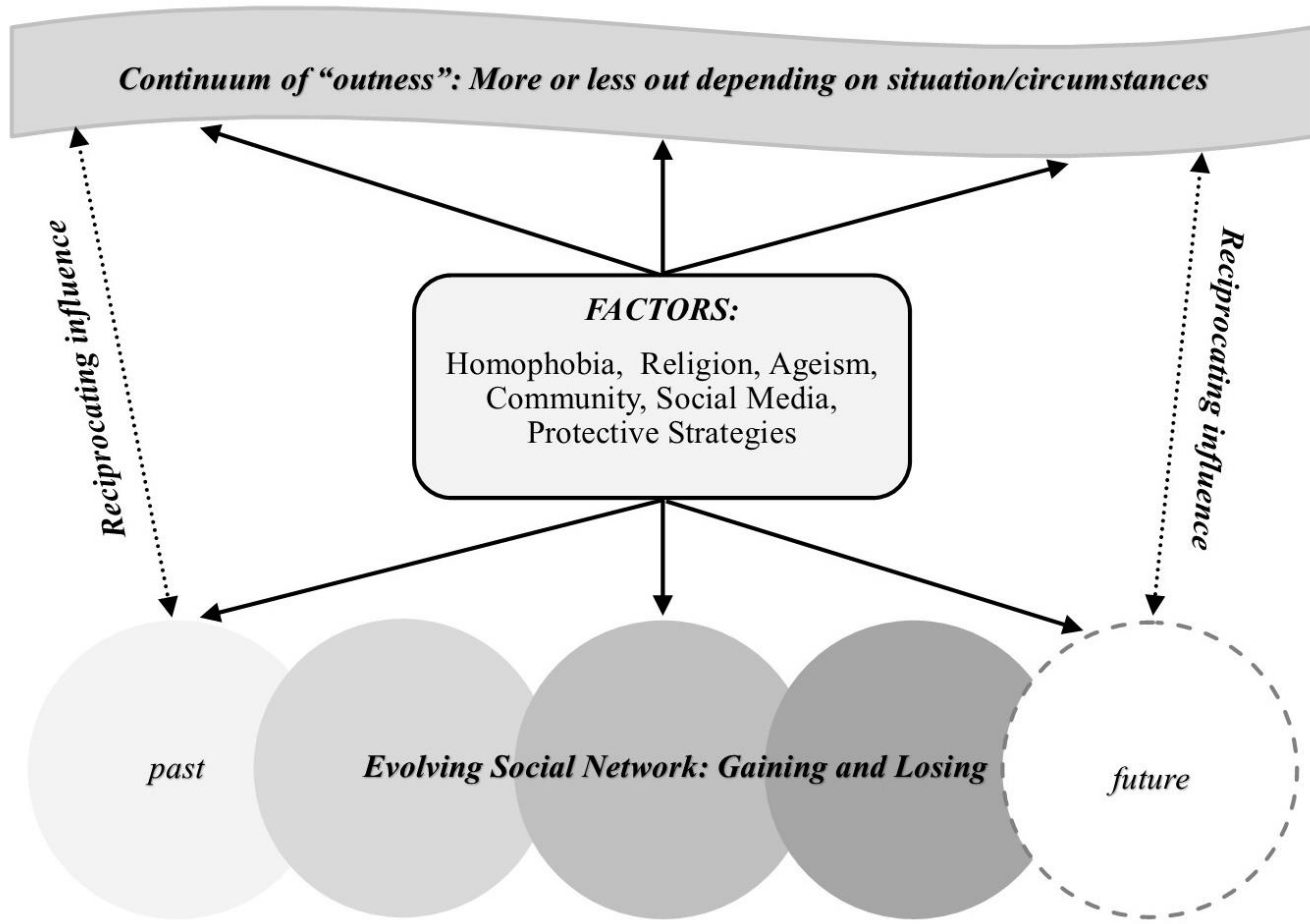 Continuum of “outness”: More or less out depending on situation/circumstances
Reciprocating influence
Reciprocating influence
FACTORS:
Homophobia, Religion, Ageism,
Community, Social Media,
Protective Strategies
past
Evolving Social Network: Gaining and Losing
future